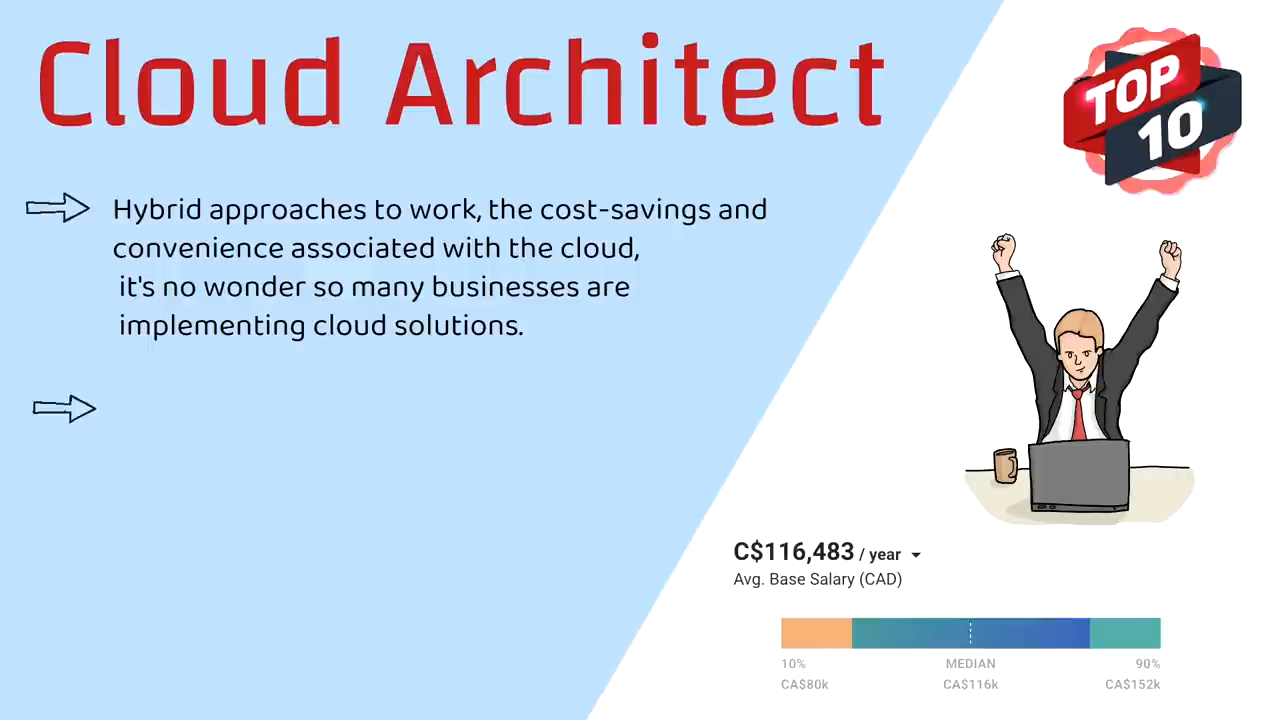 Cloud Architect
TOP
10
Hybrid approaches to work, the cost-savings and
convenience associated with the cloud,
it's no wonder so many businesses are
implementing cloud solutions.
C$116,483 / year
Avg. Base Salary (CAD)
10% MEDIAN 90%
CA$80k CA$116k CA$152k